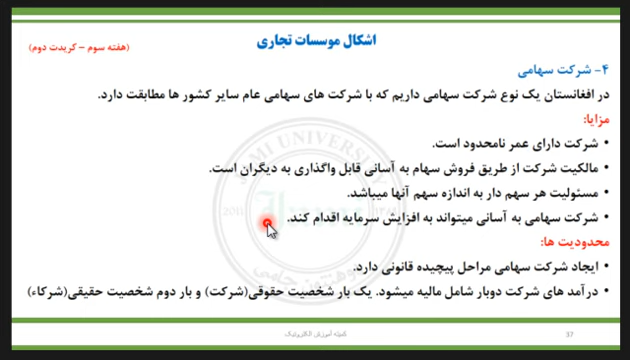 اشکال موسسات تجاری
(هفته سوم – کریدت دوم)
۴- شرکت سهامی
در افغانستان یک نوع شرکت سهامی داریم که با شرکت های سهامی عام سایر کشور ها مطابقت دارد.
مزایا:
• شرکت دارای عمر نامحدود است.
• مالکیت شرکت از طریق فروش سهام به آسانی قابل واگذاری به دیگران است.
• مسئولیت هر سهم دار به اندازه سهم آنها میباشد.
• شرکت سهامی به آسانی میتواند به افزایش سرمایه اقدام کند.
محدودیت ها:
• ایجاد شرکت سهامی مراحل پیچیده قانونی دارد.
• درآمد های شرکت دوبار شامل مالیه میشود. یک بار شخصیت حقوقی(شرکت) و بار دوم شخصیت حقیقی(شرکاء)
کمیته آموزش الکترونیک
37